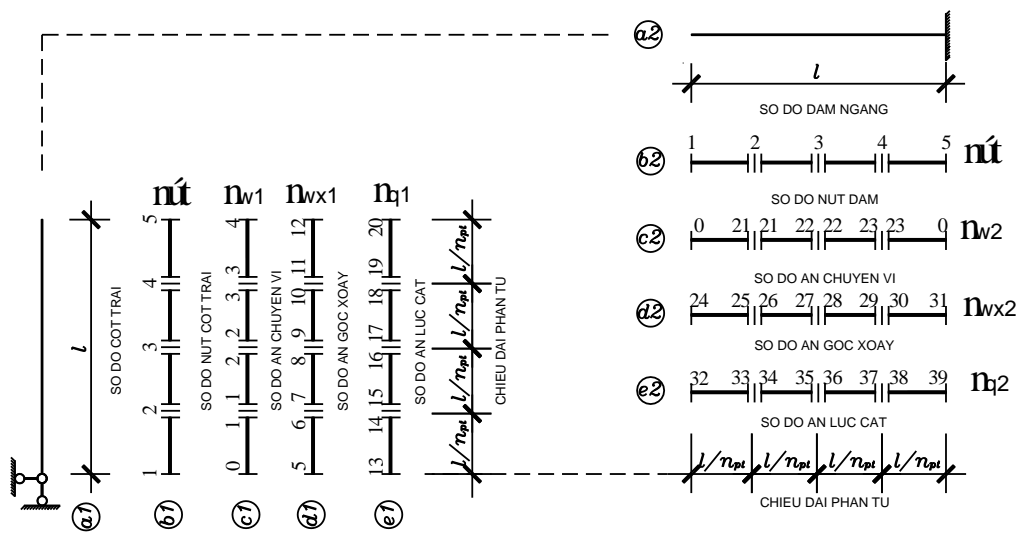 a2
l
SO DO DAM NGANG
1 2 3 4 5 nút
b2
SO DO NUT DAM
0 21 21 22 22 23 23 0 nw2
c2
SO DO AN CHUYEN VI
24 25 26 27 28 29 30 31 nwx2
d2
SO DO AN GOC XOAY
32 33 34 35 36 37 38 39 nq2
e2
SO DO AN LUC CAT
l/npt l/npt l/npt l/npt
CHIEU DAI PHAN TU
nút nw1 nwx1 nq1
l
SO DO COT TRAI
1 2 3 4 5
SO DO NUT COT TRAI
0 1 1 2 2 3 3 4
SO DO AN CHUYEN VI
5 6 7 8 9 10 11 12
SO DO AN GOC XOAY
13 14 15 16 17 18 19 20
SO DO AN LUC CAT
l/npt l/npt l/npt l/npt
CHIEU DAI PHAN TU
a1 b1 c1 d1 e1